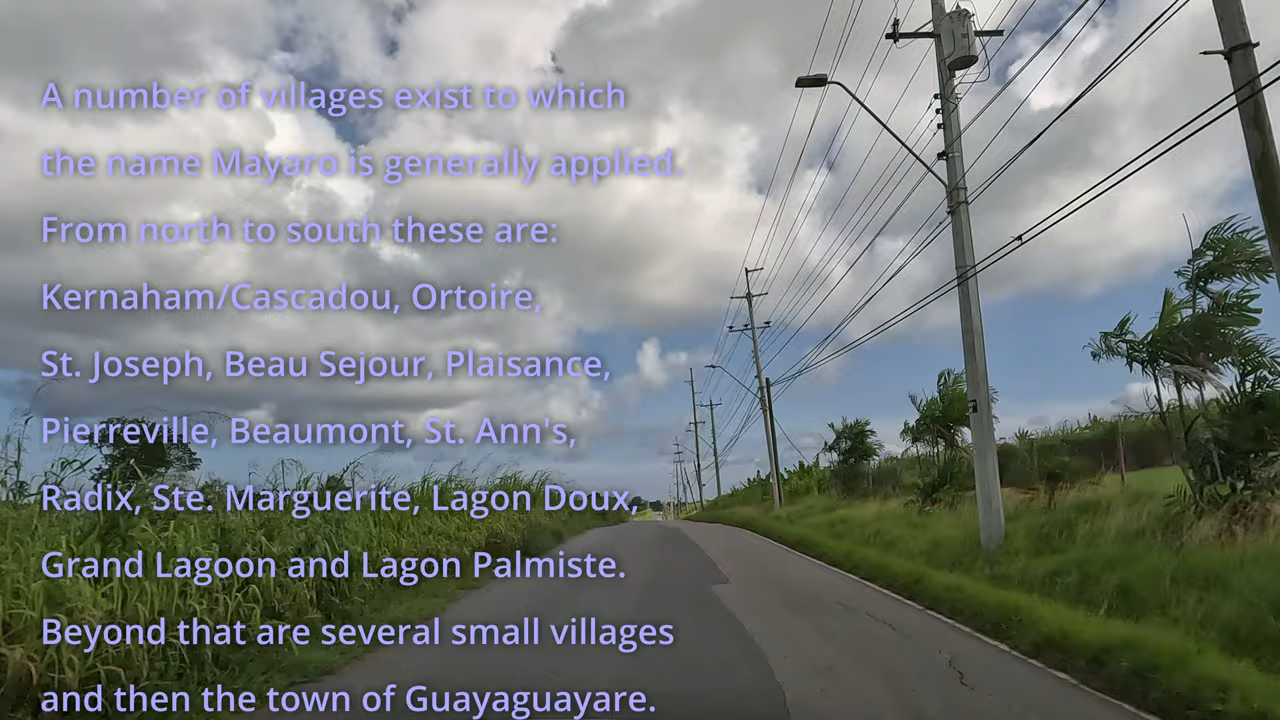 A number of villages exist to which
the name Mayaro is generally applied.
From north to south these are:
Kernaham/Cascadou, Ortoire,
St. Joseph, Beau Sejour, Plaisance,
Pierreville, Beaumont, St. Ann's,
Radix, Ste. Marguerite, Lagon Doux,
Grand Lagoon and Lagon Palmiste.
Beyond that are several small villages
and then the town of Guayaguayare.